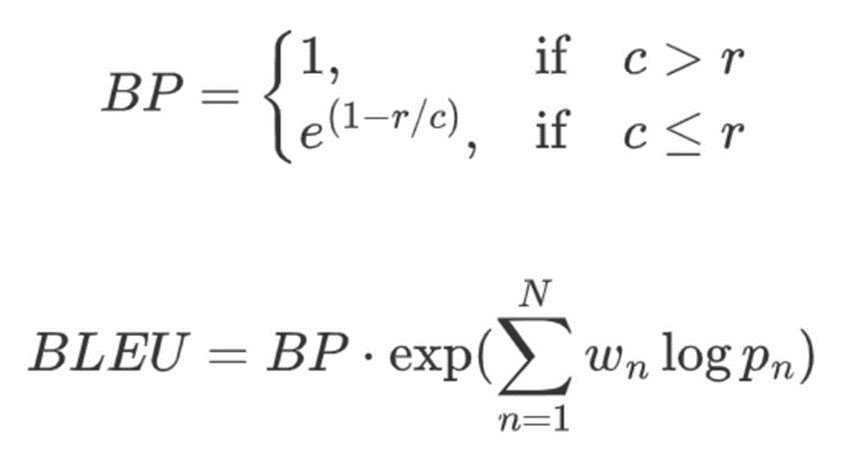 BP = { 1, if c > r
e^{(1−r/c)}, if c ≤ r
BLEU = BP · exp(∑_{n=1}^{N} w_n log p_n)